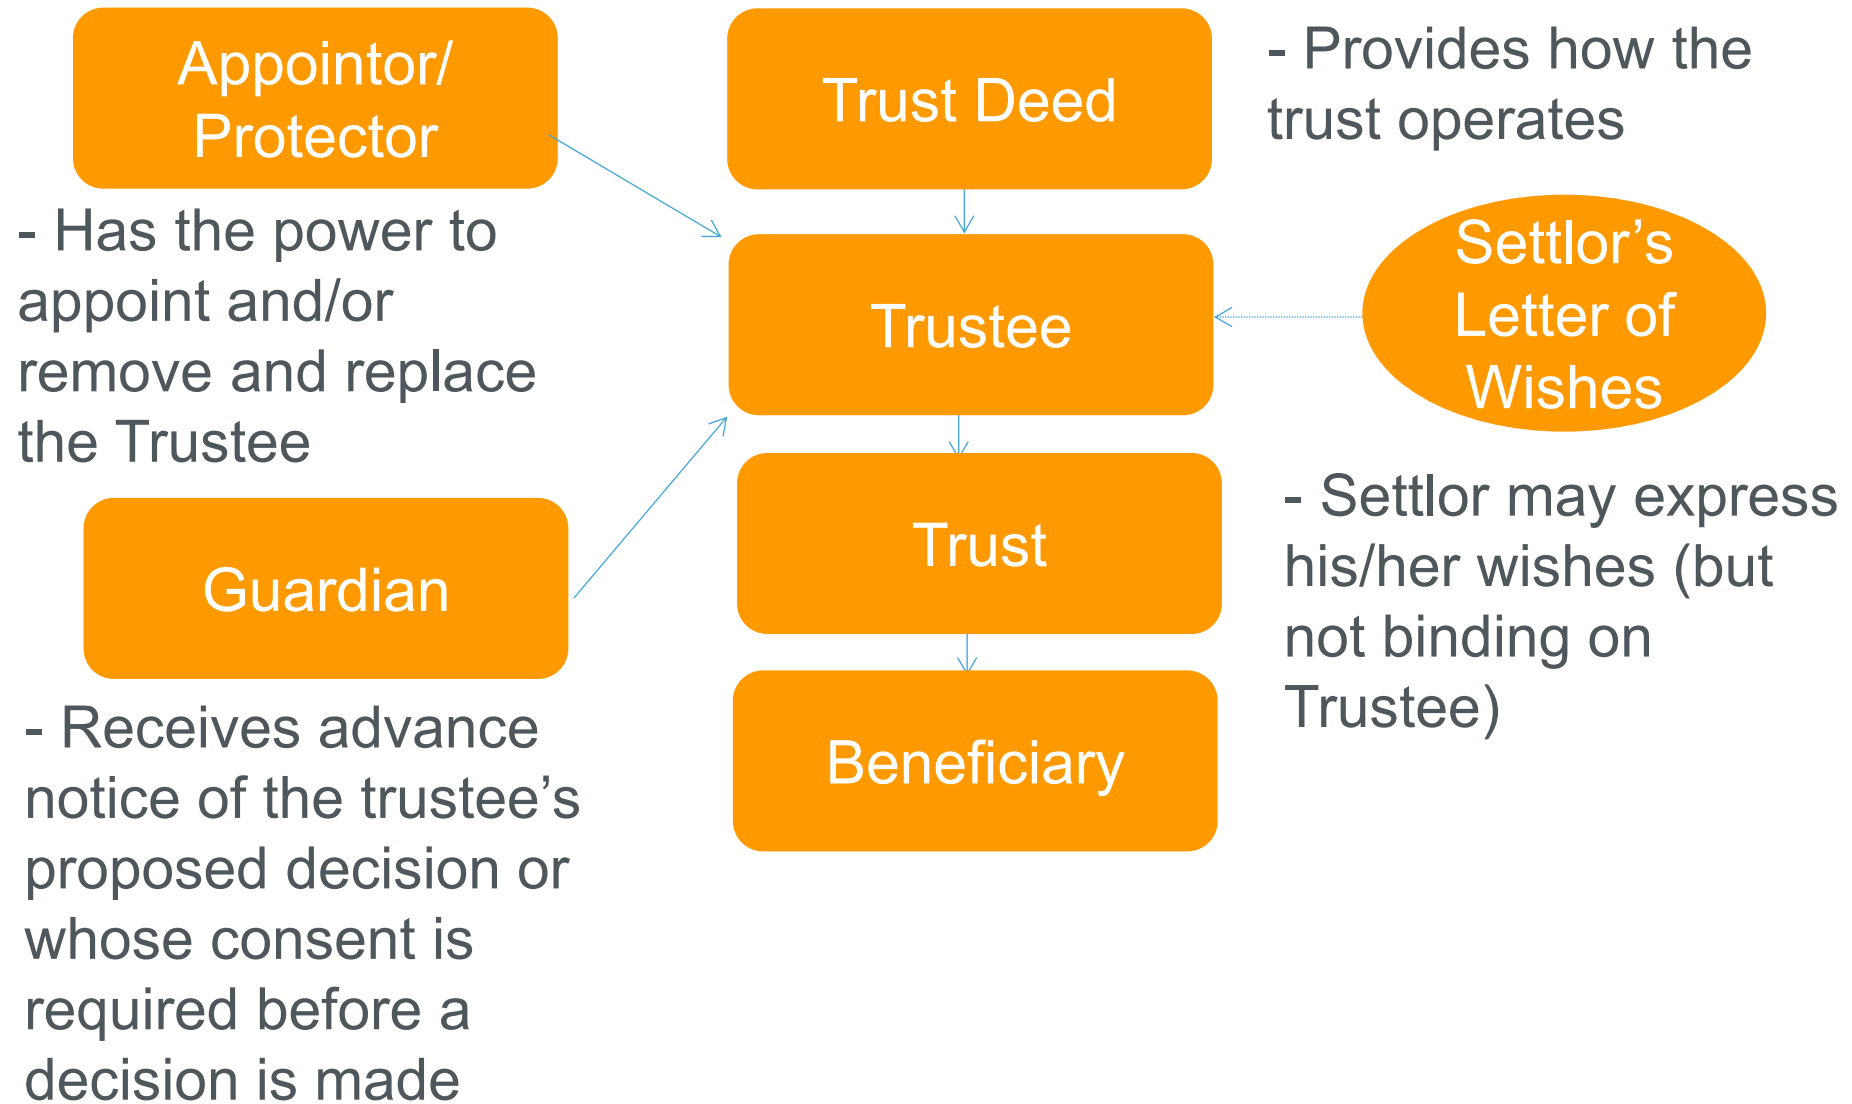 Appointor/
Protector
- Has the power to
appoint and/or
remove and replace
the Trustee
Guardian
- Receives advance
notice of the trustee’s
proposed decision or
whose consent is
required before a
decision is made
Trust Deed
Trustee
Trust
Beneficiary
- Provides how the
trust operates
Settlor’s
Letter of
Wishes
- Settlor may express
his/her wishes (but
not binding on
Trustee)